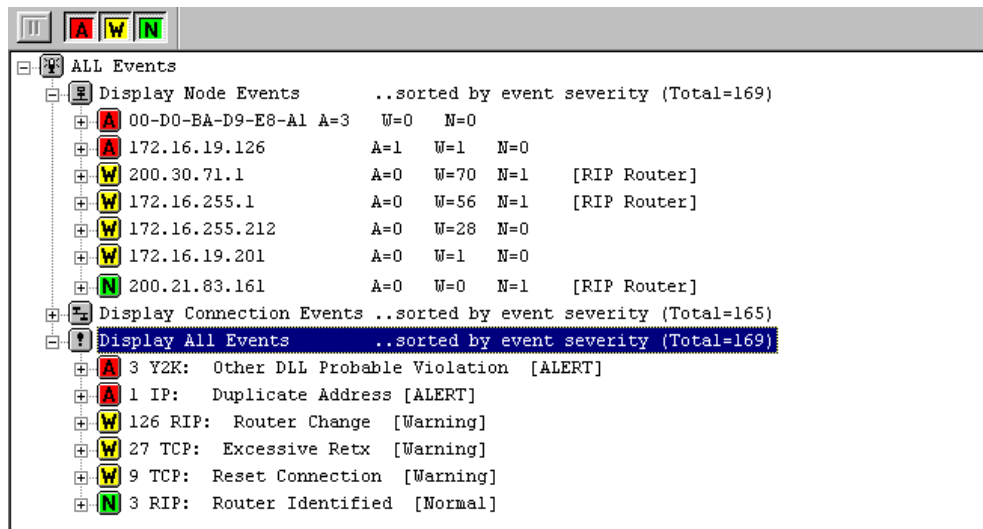 A W N
ALL Events
Display Node Events ..sorted by event severity (Total=169)
A 00-D0-BA-D9-E8-A1 A=3 W=0 N=0
A 172.16.19.126 A=1 W=1 N=0
W 200.30.71.1 A=0 W=70 N=1 [RIP Router]
W 172.16.255.1 A=0 W=56 N=1 [RIP Router]
W 172.16.255.212 A=0 W=28 N=0
W 172.16.19.201 A=0 W=1 N=0
N 200.21.83.161 A=0 W=0 N=1 [RIP Router]
Display Connection Events ..sorted by event severity (Total=165)
Display All Events ..sorted by event severity (Total=169)
A 3 Y2K: Other DLL Probable Violation [ALERT]
A 1 IP: Duplicate Address [ALERT]
W 126 RIP: Router Change [Warning]
W 27 TCP: Excessive Retx [Warning]
W 9 TCP: Reset Connection [Warning]
N 3 RIP: Router Identified [Normal]